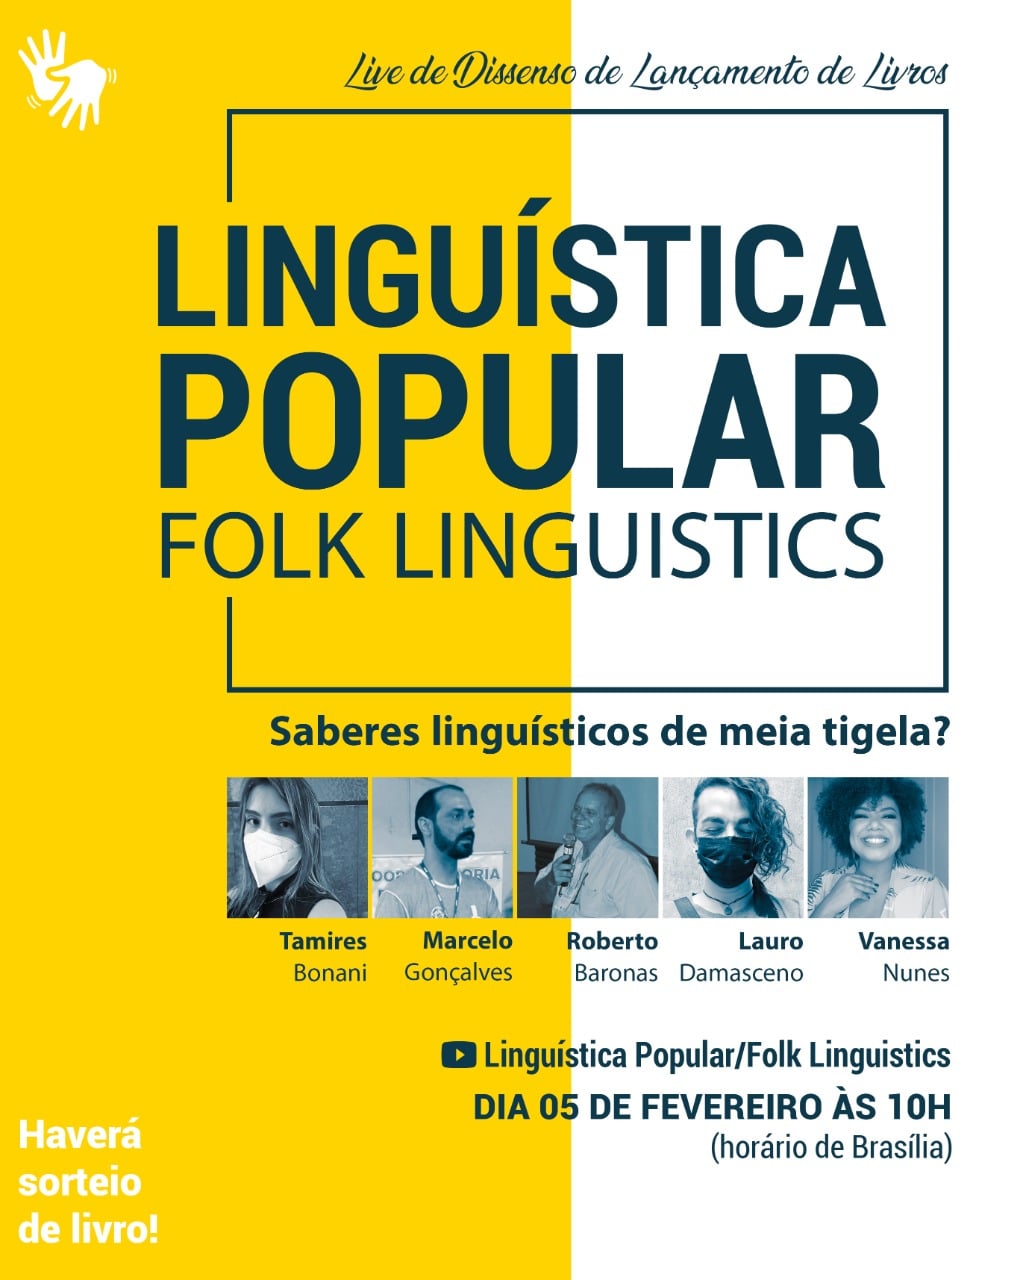 Live de Dissenso de Lançamento de Livros
LINGUÍSTICA
POPULAR
FOLK LINGUISTICS
Saberes linguísticos de meia tigela?
Tamires Bonani
Marcelo Gonçalves
Roberto Baronas
Lauro Damasceno
Vanessa Nunes
Linguística Popular/Folk Linguistics
DIA 05 DE FEVEREIRO ÀS 10H
(horário de Brasília)
Haverá
sorteio
de livro!